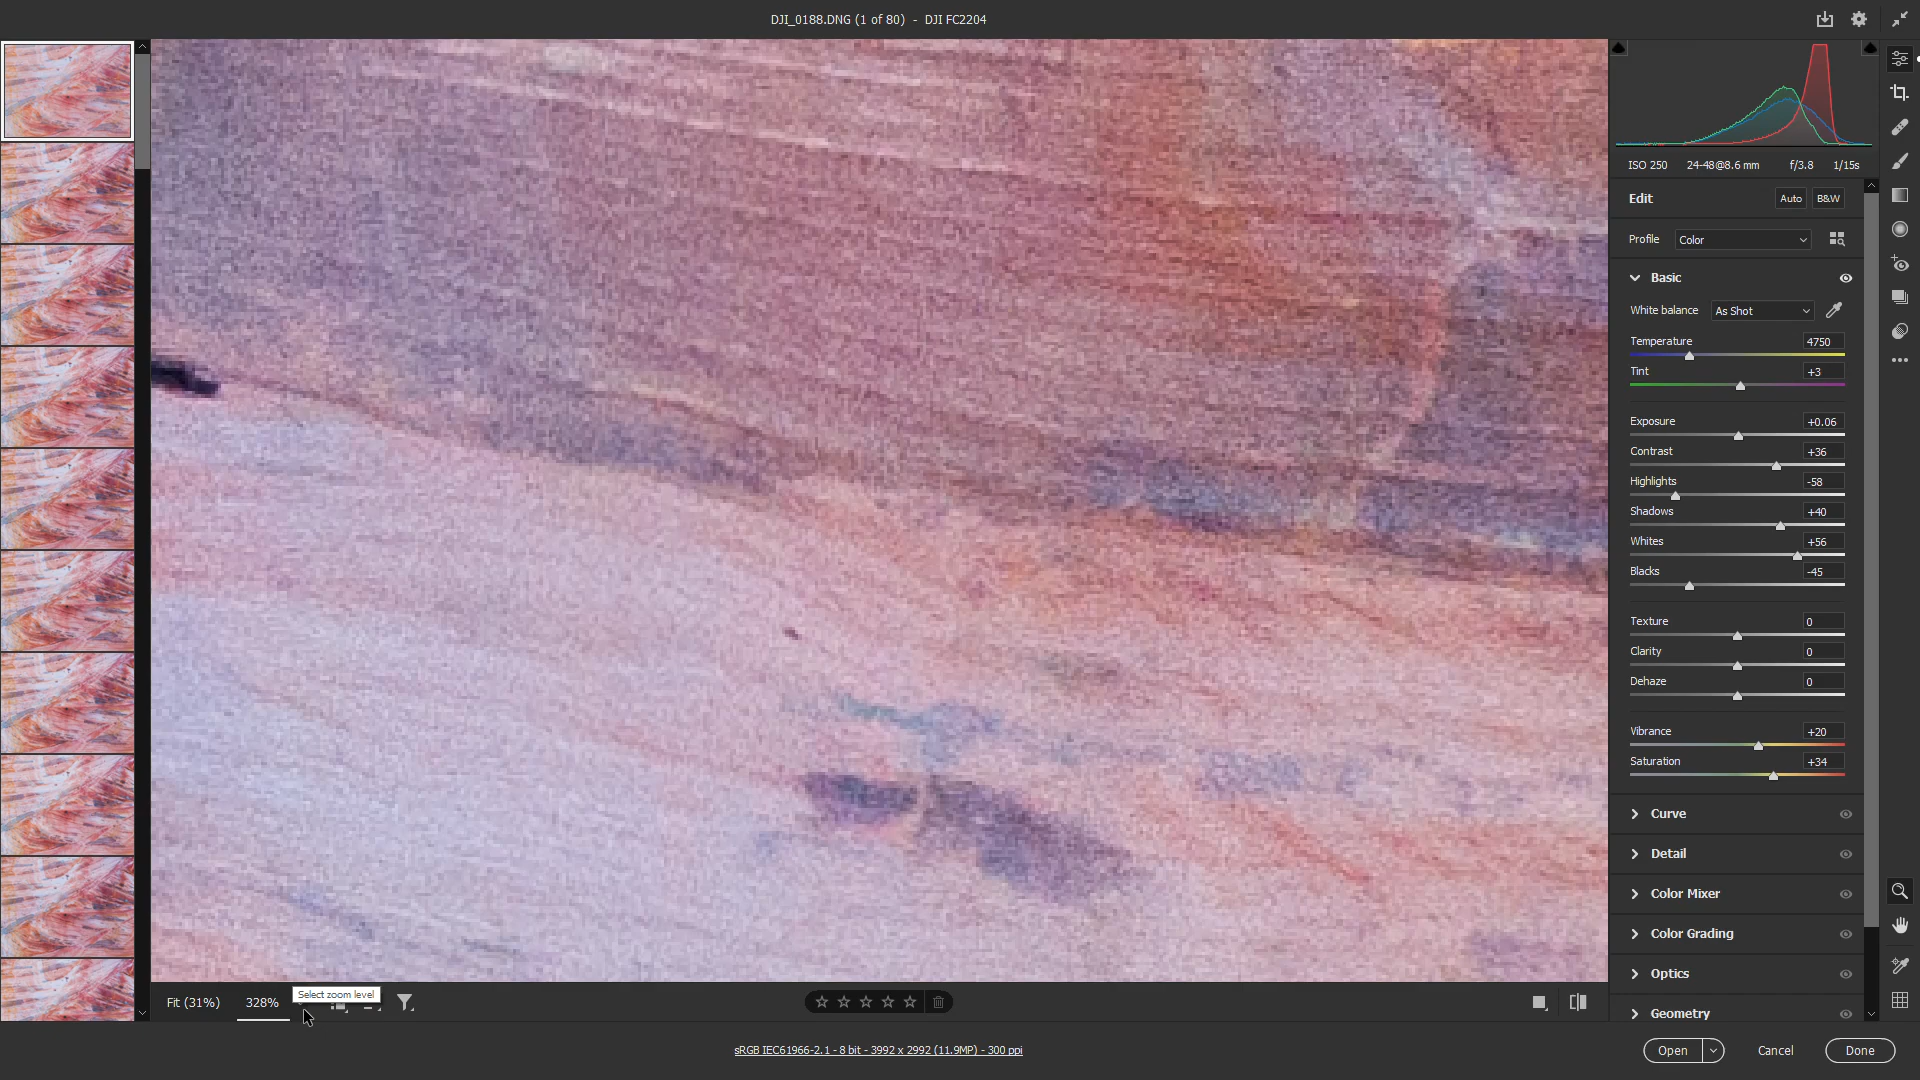 DJI_0188.DNG (1 of 80) - DJI FC2204
ISO 250 24-48@8.6 mm f/3.8 1/15s
Edit Auto B&W
Profile Color
Basic
White balance As Shot
Temperature 4750
Tint +3
Exposure +0.06
Contrast +36
Highlights -58
Shadows +40
Whites +56
Blacks -45
Texture 0
Clarity 0
Dehaze 0
Vibrance +20
Saturation +34
Curve
Detail
Color Mixer
Color Grading
Optics
Geometry
Select zoom level
Fit (31%) 328%
sRGB IEC61966-2.1 - 8 bit - 3992 x 2992 (11.9MP) - 300 ppi
Open Cancel Done